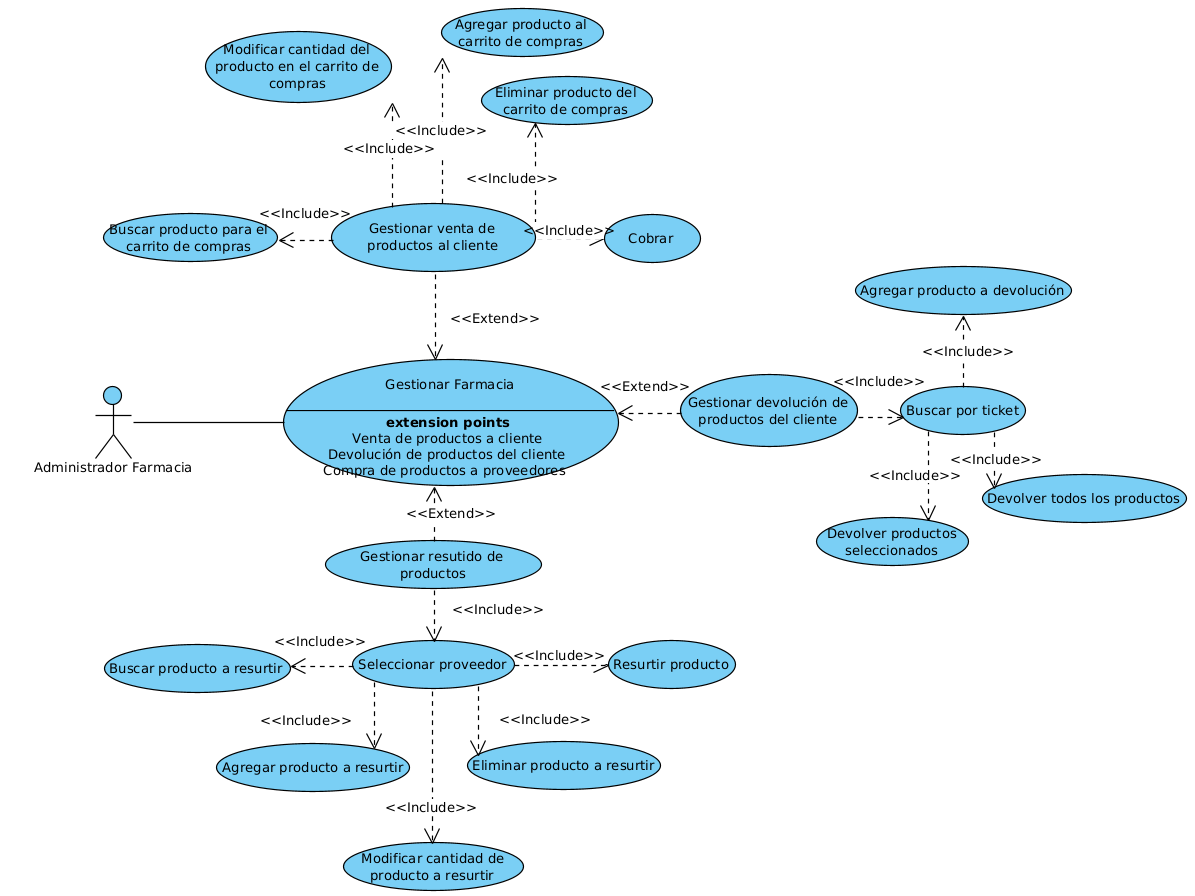 Agregar producto al
carrito de compras
Modificar cantidad del
producto en el carrito de
compras
Eliminar producto del
carrito de compras
<<Include>>
<<Include>>
<<Include>>
<<Include>>
Buscar producto para el
carrito de compras
Gestionar venta de
productos al cliente
<<Include>>
Cobrar
Agregar producto a devolución
<<Extend>>
<<Include>>
Gestionar Farmacia
extension points
Venta de productos a cliente
Devolución de productos del cliente
Compra de productos a proveedores
<<Extend>>
Gestionar devolución de
productos del cliente
<<Include>>
Buscar por ticket
Administrador Farmacia
<<Include>>
<<Include>>
Devolver todos los productos
Devolver productos
seleccionados
<<Extend>>
Gestionar resutido de
productos
<<Include>>
<<Include>>
Buscar producto a resurtir
Seleccionar proveedor
<<Include>>
Resurtir producto
<<Include>>
<<Include>>
Agregar producto a resurtir
Eliminar producto a resurtir
<<Include>>
Modificar cantidad de
producto a resurtir